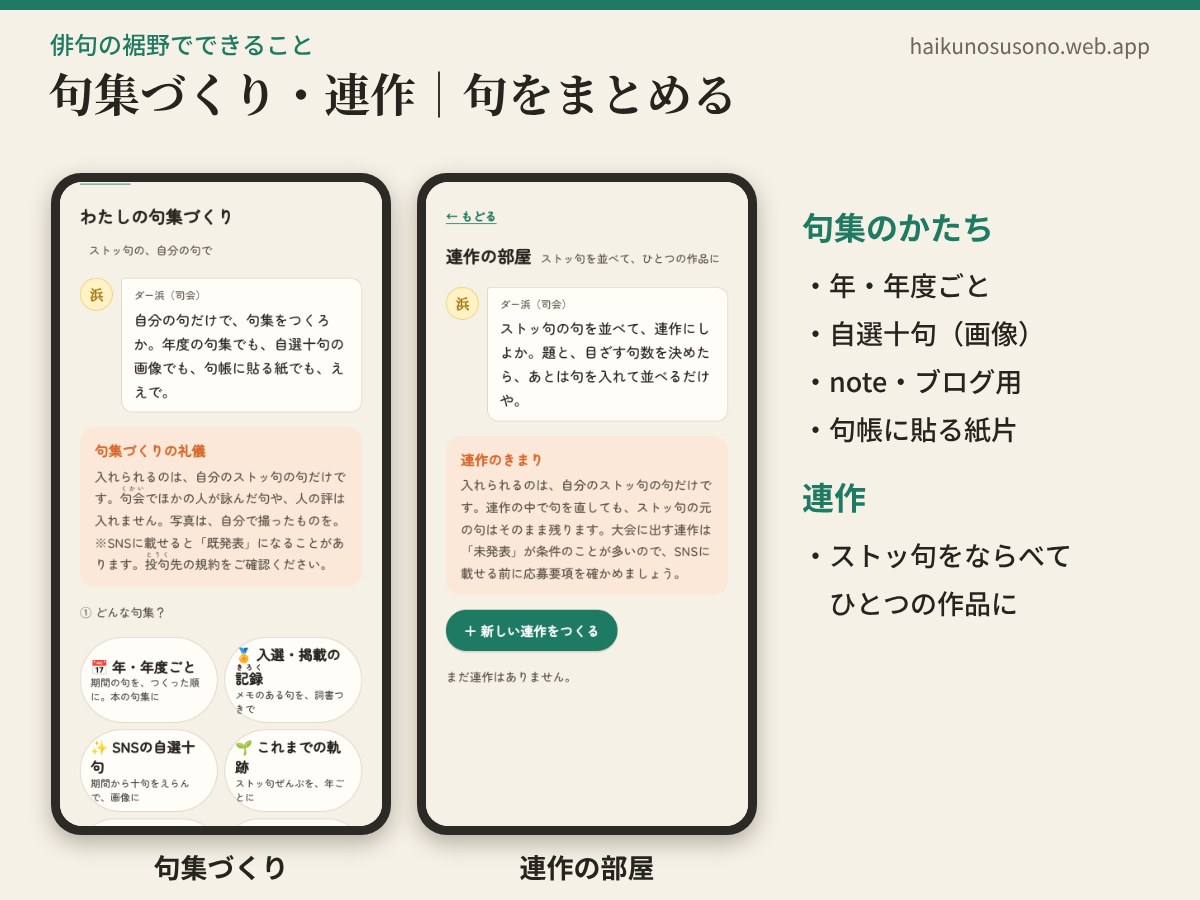 俳句の裾野でできること
haikunosusono.web.app
句集づくり・連作｜句をまとめる
わたしの句集づくり
ストッ句の、自分の句で
浜
ダー浜（司会）
自分の句だけで、句集をつくろ
か。年度の句集でも、自選十句の
画像でも、句帳に貼る紙でも、え
えで。
句集づくりの礼儀
入れられるのは、自分のストッ句の句だけで
す。句会でほかの人が詠んだ句や、人の評は
くかい
入れません。写真は、自分で撮ったものを。
※SNSに載せると「既発表」になることがあ
ります。投句先の規約をご確認ください。
とうく
① どんな句集？
📅 年・年度ごと
期間の句を、つくった順
に。本の句集に
🏅 入選・掲載の
記録
きろく
メモのある句を、詞書つ
きで
✨ SNSの自選十
句
期間から十句をえらん
で、画像に
🌱 これまでの軌
跡
ストッ句ぜんぶを、年ご
とに
句集づくり
← もどる
連作の部屋 ストッ句を並べて、ひとつの作品に
浜
ダー浜（司会）
ストッ句の句を並べて、連作にし
よか。題と、目ざす句数を決めた
ら、あとは句を入れて並べるだけ
や。
連作のきまり
入れられるのは、自分のストッ句の句だけで
す。連作の中で句を直しても、ストッ句の元
の句はそのまま残ります。大会に出す連作は
「未発表」が条件のことが多いので、SNSに
載せる前に応募要項を確かめましょう。
＋ 新しい連作をつくる
まだ連作はありません。
連作の部屋
句集のかたち
・年・年度ごと
・自選十句（画像）
・note・ブログ用
・句帳に貼る紙片
連作
・ストッ句をならべて
ひとつの作品に